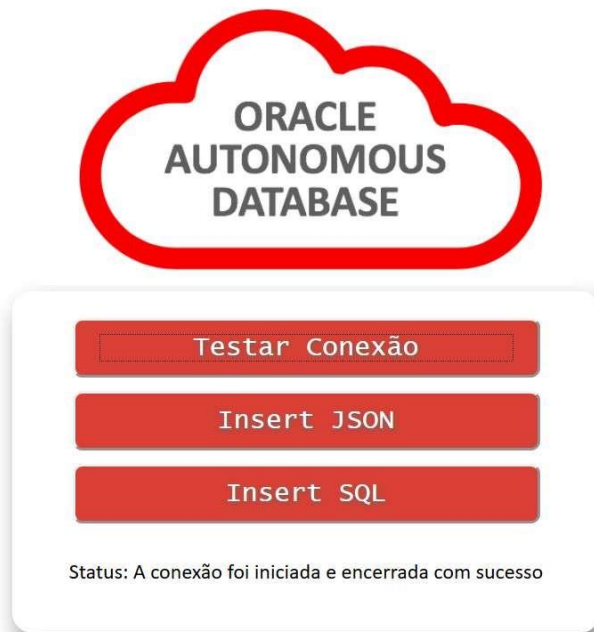 ORACLE
AUTONOMOUS
DATABASE
Testar Conexão
Insert JSON
Insert SQL
Status: A conexão foi iniciada e encerrada com sucesso